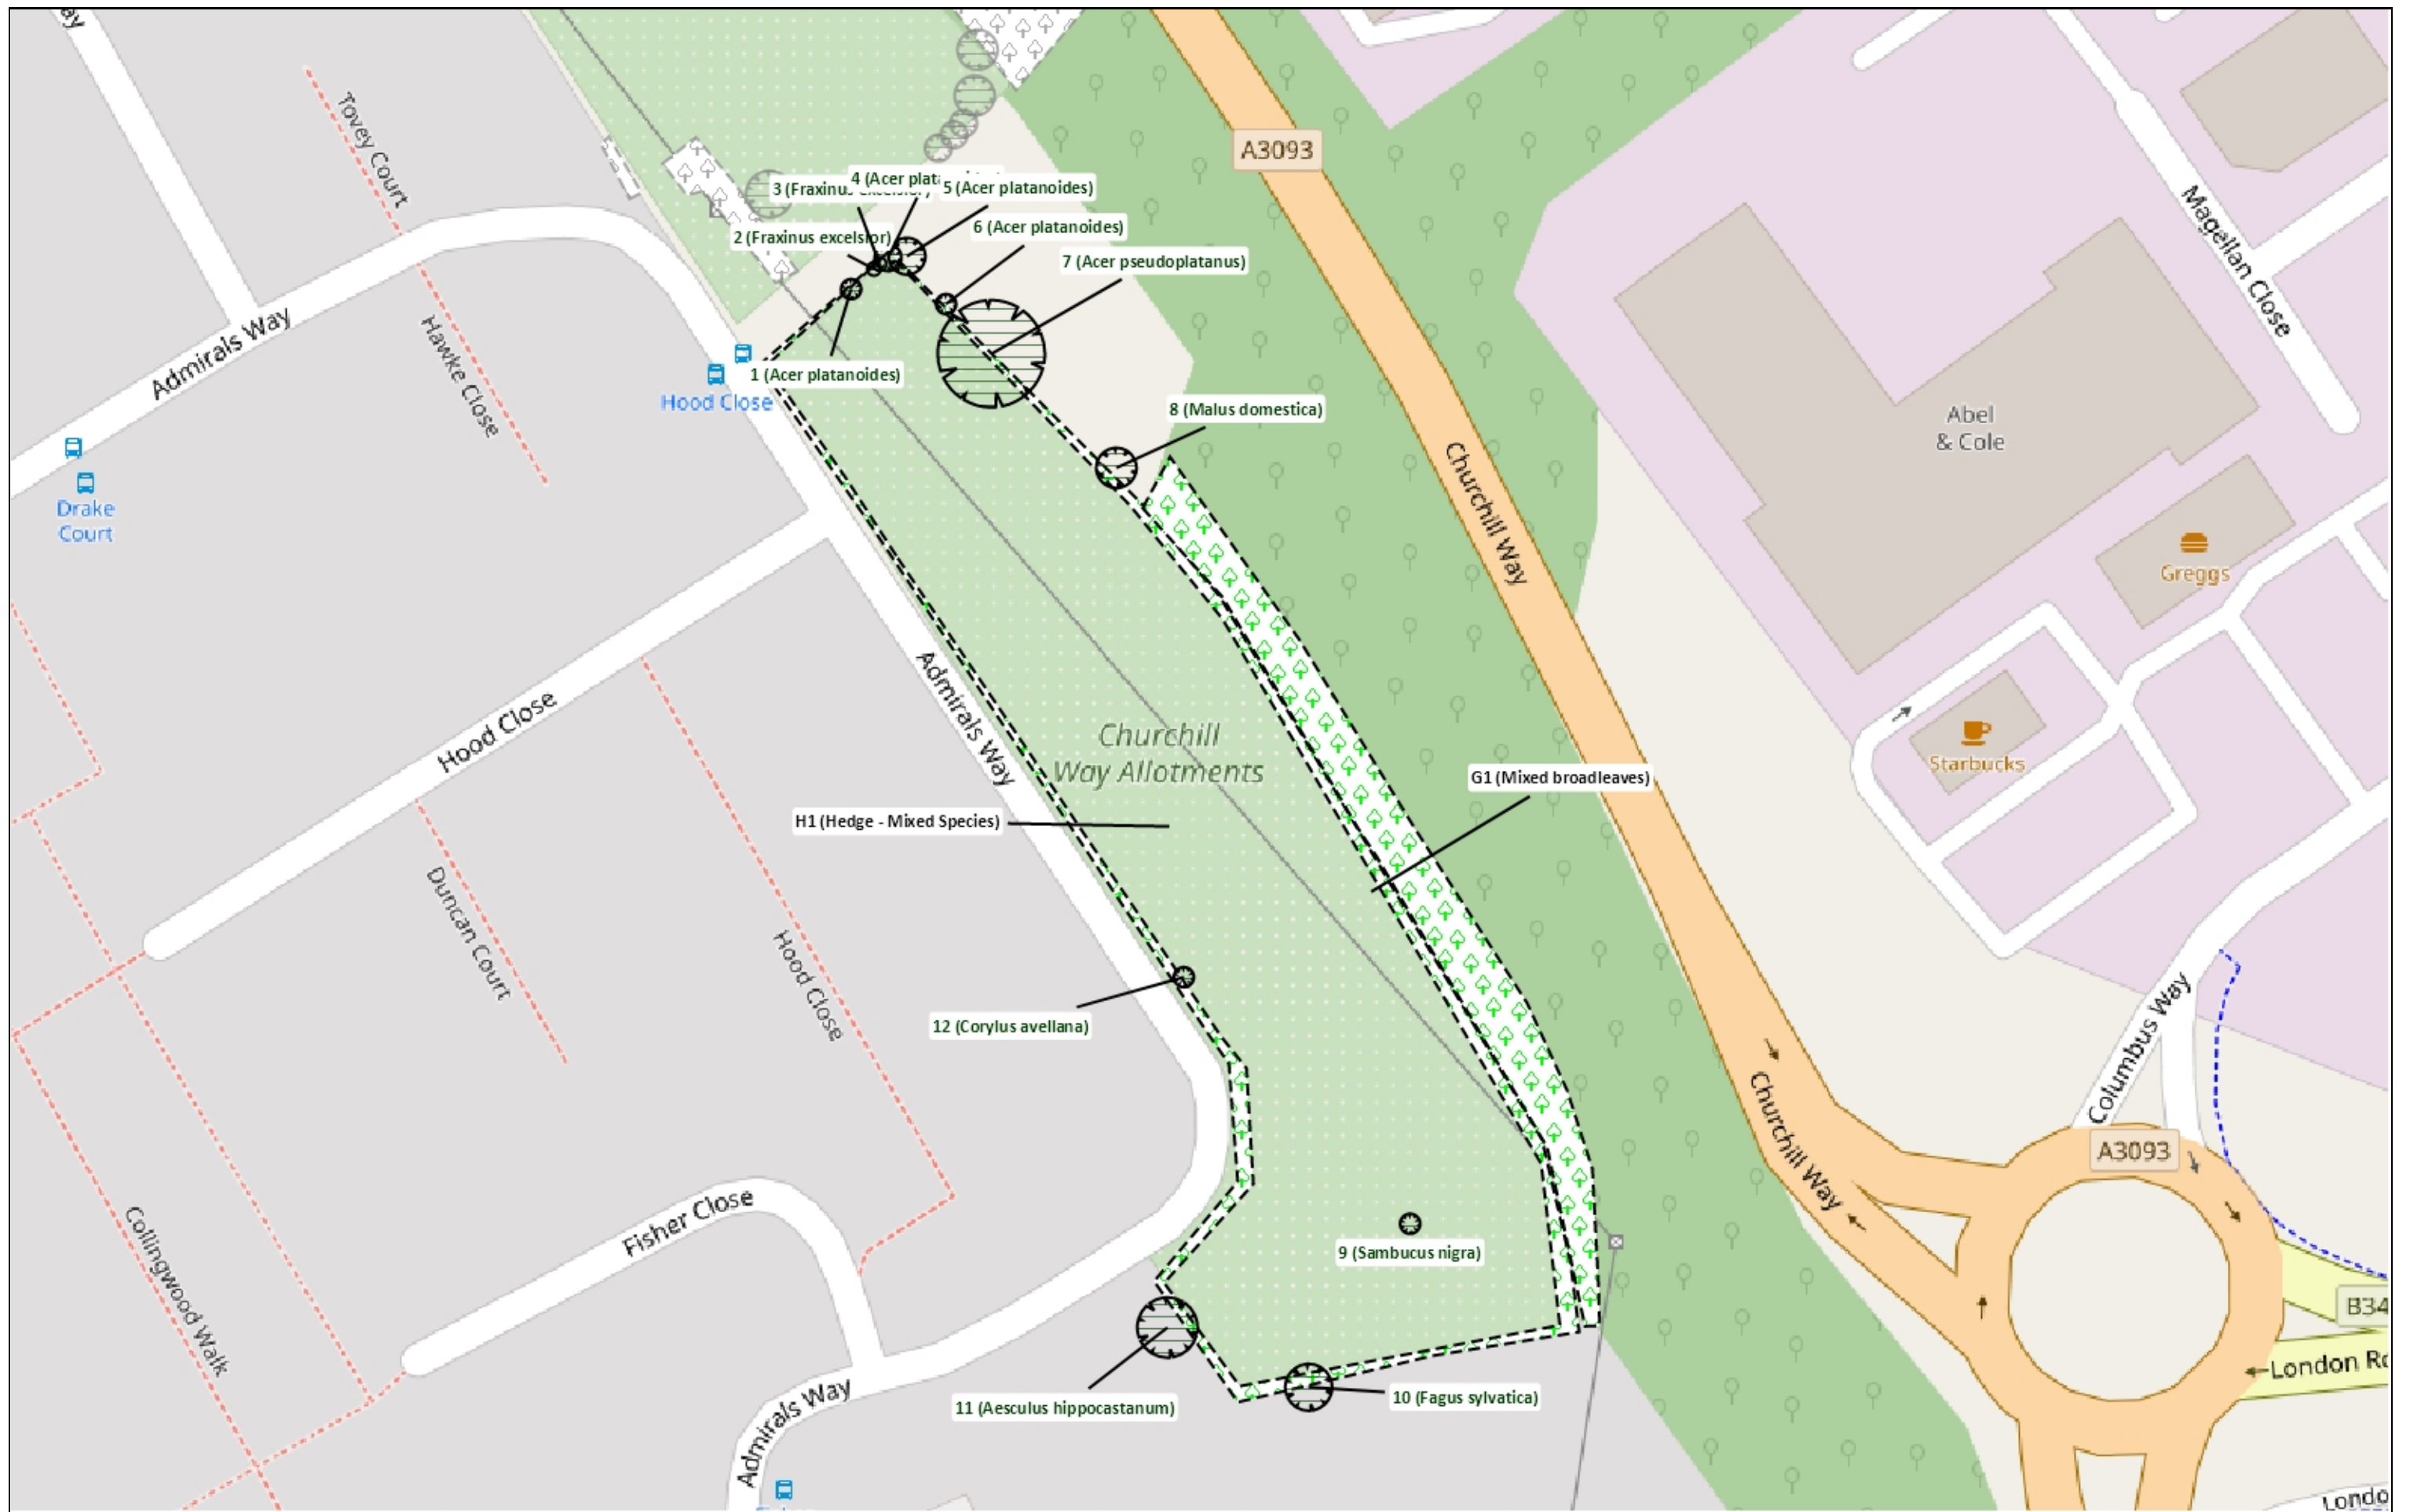 ay
Tovey Court
A3093
4 (Acer plat
3 (Fraxinus excelsior)
5 (Acer platanoides)
2 (Fraxinus excelsior)
6 (Acer platanoides)
7 (Acer pseudoplatanus)
Magellan Close
Admirals Way
Hawke Close
1 (Acer platanoides)
Hood Close
8 (Malus domestica)
Abel
& Cole
Drake
Court
Churchill Way
Greggs
Admirals Way
Hood Close
Churchill
Way Allotments
Starbucks
G1 (Mixed broadleaves)
H1 (Hedge - Mixed Species)
Duncan Court
Hood Close
12 (Corylus avellana)
Columbus Way
Churchill Way
A3093
Collingwood Walk
Fisher Close
9 (Sambucus nigra)
B34
London Ro
11 (Aesculus hippocastanum)
10 (Fagus sylvatica)
Admirals Way
Londo